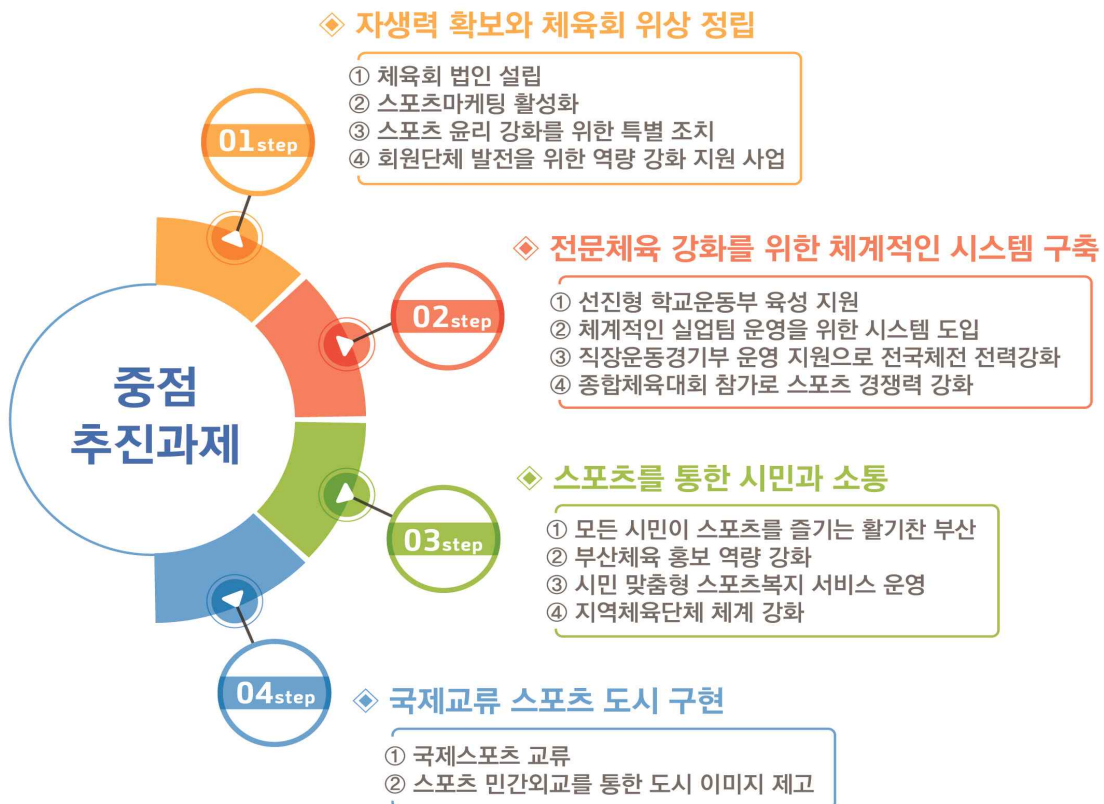 중점
추진과제
01 step
◈ 자생력 확보와 체육회 위상 정립
① 체육회 법인 설립
② 스포츠마케팅 활성화
③ 스포츠 윤리 강화를 위한 특별 조치
④ 회원단체 발전을 위한 역량 강화 지원 사업
02 step
◈ 전문체육 강화를 위한 체계적인 시스템 구축
① 선진형 학교운동부 육성 지원
② 체계적인 실업팀 운영을 위한 시스템 도입
③ 직장운동경기부 운영 지원으로 전국체전 전력강화
④ 종합체육대회 참가로 스포츠 경쟁력 강화
03 step
◈ 스포츠를 통한 시민과 소통
① 모든 시민이 스포츠를 즐기는 활기찬 부산
② 부산체육 홍보 역량 강화
③ 시민 맞춤형 스포츠복지 서비스 운영
④ 지역체육단체 체계 강화
04 step
◈ 국제교류 스포츠 도시 구현
① 국제스포츠 교류
② 스포츠 민간외교를 통한 도시 이미지 제고